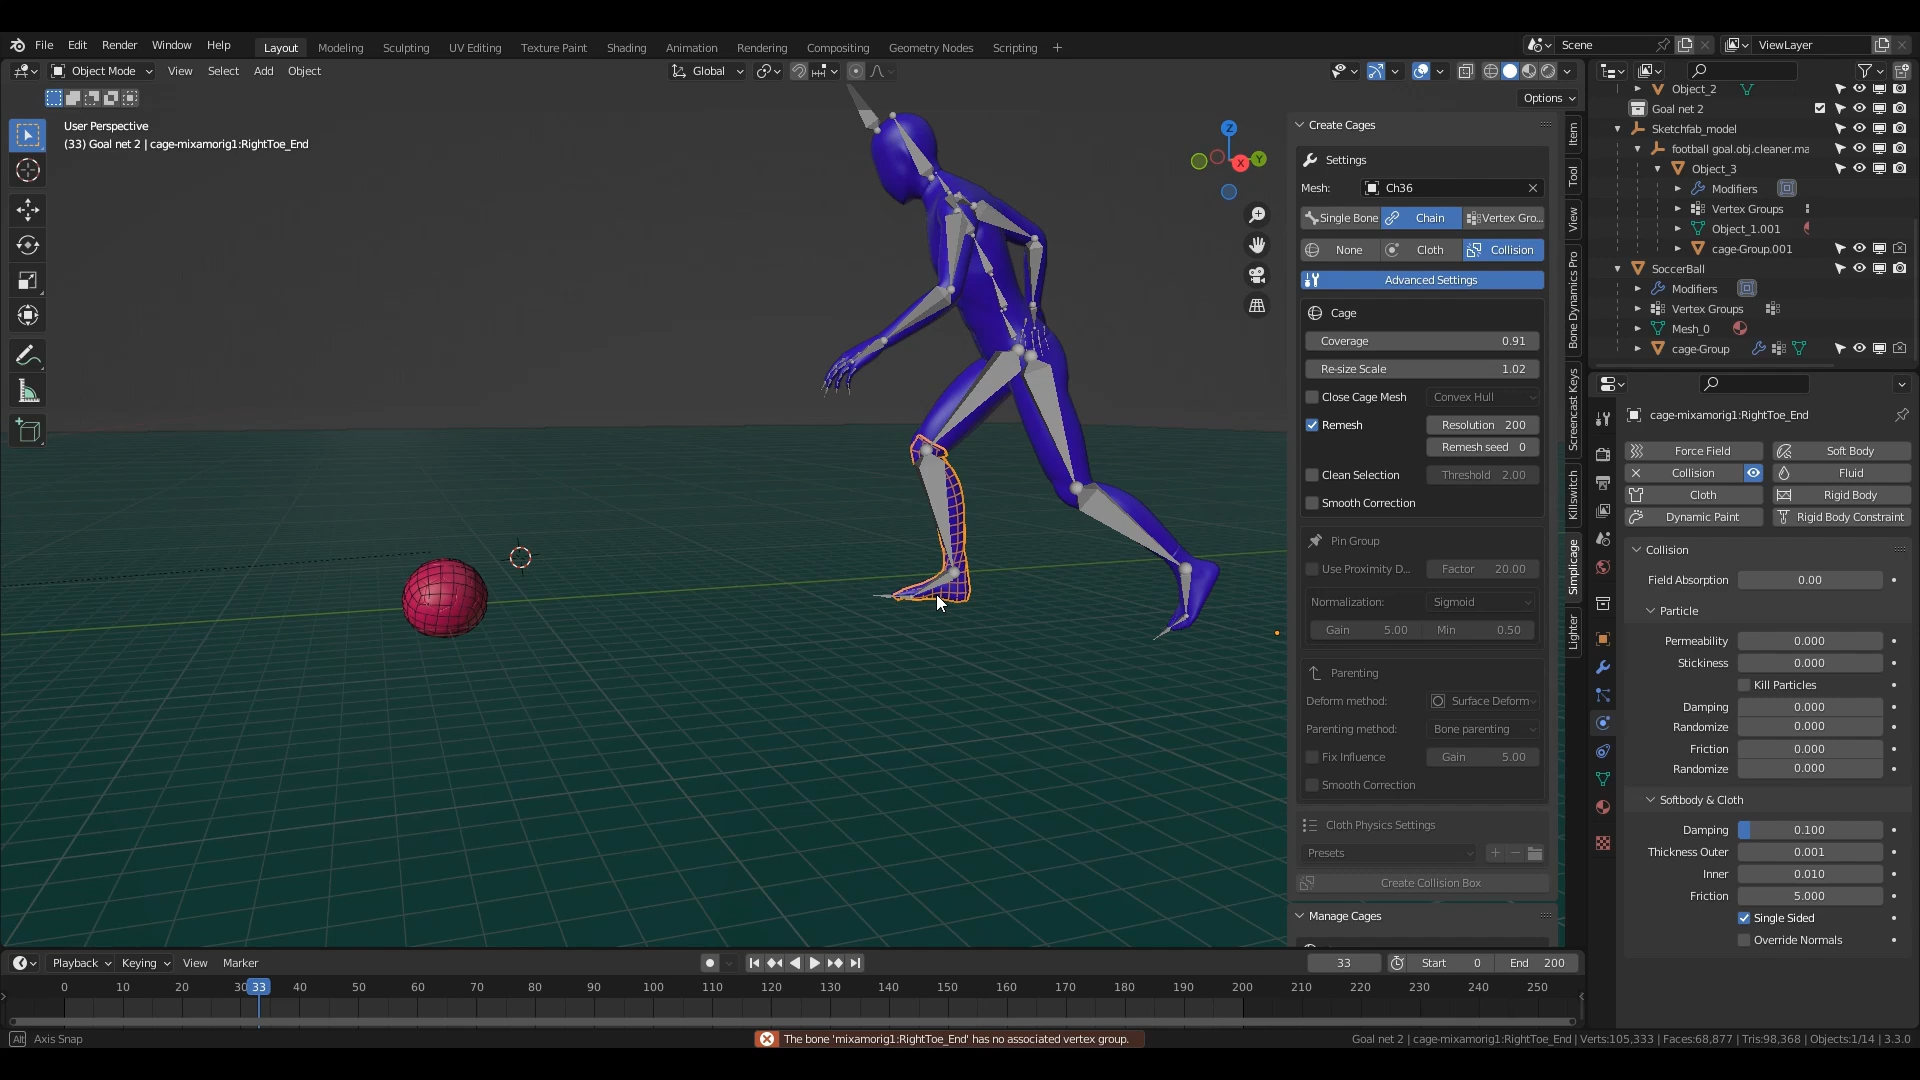 File Edit Render Window Help Layout Modeling Sculpting UV Editing Texture Paint Shading Animation Rendering Compositing Geometry Nodes Scripting + Scene ViewLayer
Object Mode View Select Add Object Global
Options
User Perspective
(33) Goal net 2 | cage-mixamorig1:RightToe_End
Z
X
Y
Create Cages
Settings
Mesh: Ch36
Single Bone Chain Vertex Gro...
None Cloth Collision
Advanced Settings
Cage
Coverage 0.91
Re-size Scale 1.02
Close Cage Mesh Convex Hull
Remesh Resolution 200
Remesh seed 0
Clean Selection Threshold 2.00
Smooth Correction
Pin Group
Use Proximity D... Factor 20.00
Normalization: Sigmoid
Gain 5.00 Min 0.50
Parenting
Deform method: Surface Deform
Parenting method: Bone parenting
Fix Influence Gain 5.00
Smooth Correction
Cloth Physics Settings
Presets
Create Collision Box
Manage Cages
Item
Tool
View
Bone Dynamics Pro
Screencast Keys
Killswitch
Simplicage
Lighter
Object_2
Goal net 2
Sketchfab_model
football goal.obj.cleaner.ma
Object_3
Modifiers
Vertex Groups
Object_1.001
cage-Group.001
SoccerBall
Modifiers
Vertex Groups
Mesh_0
cage-Group
cage-mixamorig1:RightToe_End
Force Field Soft Body
Collision Fluid
Cloth Rigid Body
Dynamic Paint Rigid Body Constraint
Collision
Field Absorption 0.00
Particle
Permeability 0.000
Stickiness 0.000
Kill Particles
Damping 0.000
Randomize 0.000
Friction 0.000
Randomize 0.000
Softbody & Cloth
Damping 0.100
Thickness Outer 0.001
Inner 0.010
Friction 5.000
Single Sided
Override Normals
Playback Keying View Marker 33 Start 0 End 200
0 10 20 30 33 40 50 60 70 80 90 100 110 120 130 140 150 160 170 180 190 200 210 220 230 240 250
Alt Axis Snap The bone 'mixamorig1:RightToe_End' has no associated vertex group. Goal net 2 | cage-mixamorig1:RightToe_End | Verts:105,333 | Faces:68,877 | Tris:98,368 | Objects:1/14 | 3.3.0